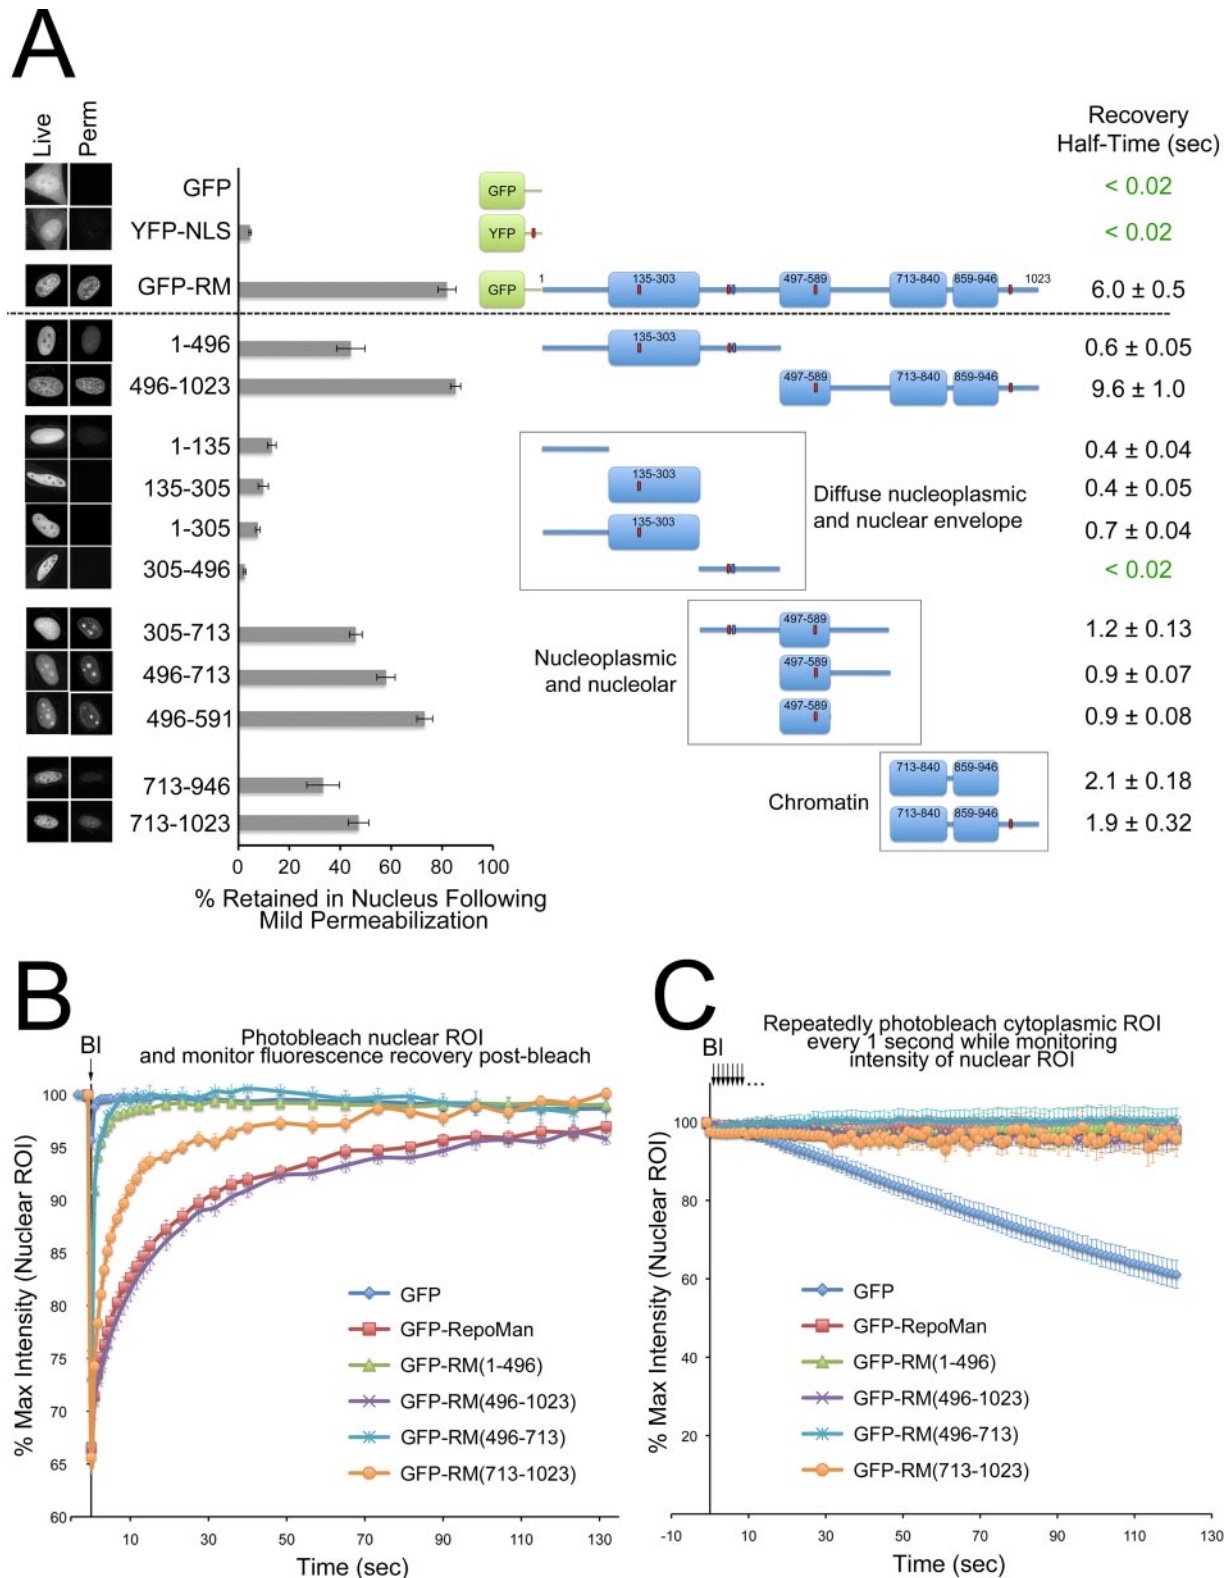 A
Live
Perm
Recovery
Half-Time (sec)
GFP
GFP
< 0.02
YFP-NLS
YFP
< 0.02
GFP-RM
GFP
1
135-303
497-589
713-840
859-946
1023
6.0 ± 0.5
1-496
135-303
0.6 ± 0.05
496-1023
497-589
713-840
859-946
9.6 ± 1.0
1-135
0.4 ± 0.04
135-305
135-303
0.4 ± 0.05
Diffuse nucleoplasmic
and nuclear envelope
1-305
135-303
0.7 ± 0.04
305-496
< 0.02
305-713
497-589
1.2 ± 0.13
Nucleoplasmic
and nucleolar
496-713
497-589
0.9 ± 0.07
496-591
497-589
0.9 ± 0.08
713-946
713-840
859-946
2.1 ± 0.18
Chromatin
713-1023
713-840
859-946
1.9 ± 0.32
0 20 40 60 80 100
% Retained in Nucleus Following
Mild Permeabilization
B
Photobleach nuclear ROI
and monitor fluorescence recovery post-bleach
Bl
100
95
90
85
80
75
70
65
60
% Max Intensity (Nuclear ROI)
GFP
GFP-RepoMan
GFP-RM(1-496)
GFP-RM(496-1023)
GFP-RM(496-713)
GFP-RM(713-1023)
10 30 50 70 90 110 130
Time (sec)
C
Repeatedly photobleach cytoplasmic ROI
every 1 second while monitoring
intensity of nuclear ROI
Bl
...
100
80
60
40
20
% Max Intensity (Nuclear ROI)
GFP
GFP-RepoMan
GFP-RM(1-496)
GFP-RM(496-1023)
GFP-RM(496-713)
GFP-RM(713-1023)
-10 10 30 50 70 90 110 130
Time (sec)